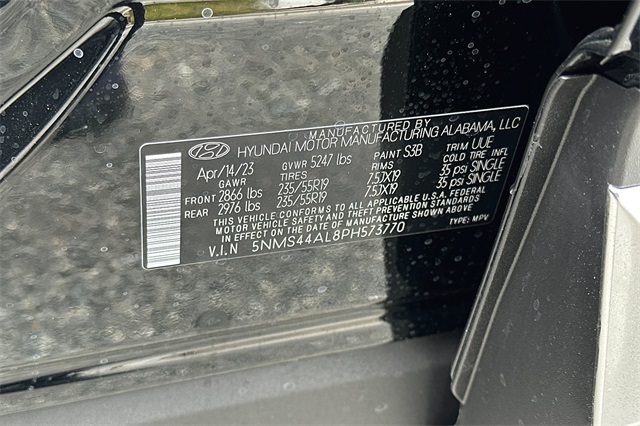 MANUFACTURED BY
HYUNDAI MOTOR MANUFACTURING ALABAMA, LLC
Apr/14/23 GVWR 5247 lbs PAINT S3B TRIM UUE
GAWR TIRES RIMS COLD TIRE INFL
FRONT 2866 lbs 235/55R19 7.5JX19 35 psi SINGLE
REAR 2976 lbs 235/55R19 7.5JX19 35 psi SINGLE
THIS VEHICLE CONFORMS TO ALL APPLICABLE U.S.A. FEDERAL
MOTOR VEHICLE SAFETY AND THEFT PREVENTION STANDARDS
IN EFFECT ON THE DATE OF MANUFACTURE SHOWN ABOVE
V.I.N 5NMS44AL8PH573770 TYPE: MPV